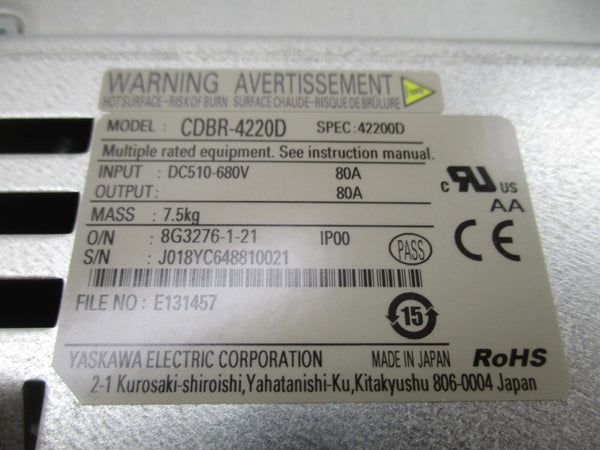 WARNING AVERTISSEMENT
HOT SURFACE - RISK OF BURN SURFACE CHAUDE - RISQUE DE BRÛLURE
MODEL : CDBR-4220D SPEC : 42200D
Multiple rated equipment. See instruction manual.
INPUT : DC510-680V 80A
OUTPUT : 80A
MASS : 7.5kg
O/N : 8G3276-1-21 IP00
S/N : J018YC648810021
PASS
c RU US
AA
CE
FILE NO : E131457
15
YASKAWA ELECTRIC CORPORATION MADE IN JAPAN RoHS
2-1 Kurosaki-shiroishi,Yahatanishi-Ku,Kitakyushu 806-0004 Japan